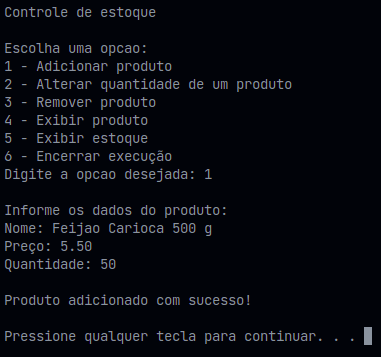 Controle de estoque
Escolha uma opcao:
1 - Adicionar produto
2 - Alterar quantidade de um produto
3 - Remover produto
4 - Exibir produto
5 - Exibir estoque
6 - Encerrar execução
Digite a opcao desejada: 1
Informe os dados do produto:
Nome: Feijao Carioca 500 g
Preço: 5.50
Quantidade: 50
Produto adicionado com sucesso!
Pressione qualquer tecla para continuar. . .